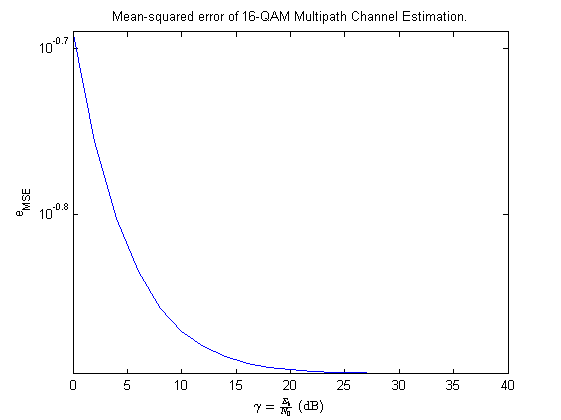 Mean-squared error of 16-QAM Multipath Channel Estimation.
10^-0.7
10^-0.8
e_MSE
0 5 10 15 20 25 30 35 40
γ = E_b/N_0 (dB)